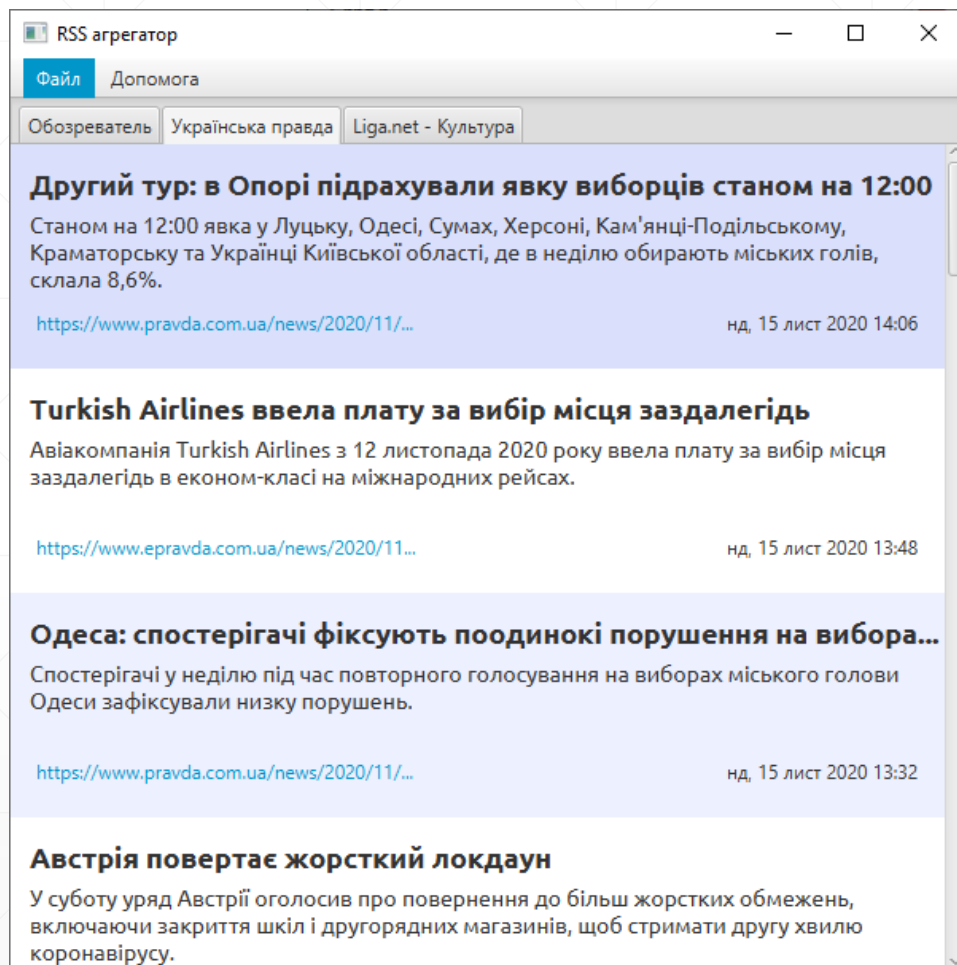 RSS агрегатор
Файл Допомога
Обозреватель Українська правда Liga.net - Культура
Другий тур: в Опорі підрахували явку виборців станом на 12:00
Станом на 12:00 явка у Луцьку, Одесі, Сумах, Херсоні, Кам'янці-Подільському,
Краматорську та Українці Київської області, де в неділю обирають міських голів,
склала 8,6%.
https://www.pravda.com.ua/news/2020/11/... нд, 15 лист 2020 14:06
Turkish Airlines ввела плату за вибір місця заздалегідь
Авіакомпанія Turkish Airlines з 12 листопада 2020 року ввела плату за вибір місця
заздалегідь в економ-класі на міжнародних рейсах.
https://www.epravda.com.ua/news/2020/11... нд, 15 лист 2020 13:48
Одеса: спостерігачі фіксують поодинокі порушення на вибора...
Спостерігачі у неділю під час повторного голосування на виборах міського голови
Одеси зафіксували низку порушень.
https://www.pravda.com.ua/news/2020/11/... нд, 15 лист 2020 13:32
Австрія повертає жорсткий локдаун
У суботу уряд Австрії оголосив про повернення до більш жорстких обмежень,
включаючи закриття шкіл і другорядних магазинів, щоб стримати другу хвилю
коронавірусу.